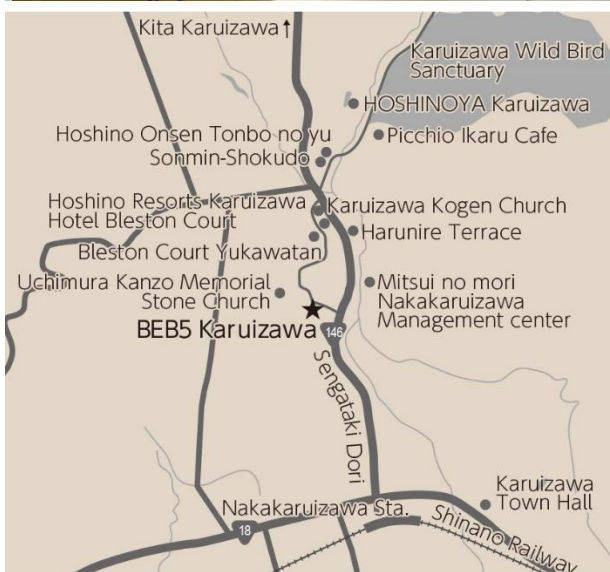 Kita Karuizawa↑
Karuizawa Wild Bird
Sanctuary
HOSHINOYA Karuizawa
Hoshino Onsen Tonbo no yu
Picchio Ikaru Cafe
Sonmin-Shokudo
Hoshino Resorts Karuizawa
Hotel Bleston Court
Karuizawa Kogen Church
Harunire Terrace
Bleston Court Yukawatan
Uchimura Kanzo Memorial
Stone Church
Mitsui no mori
Nakakaruizawa
Management center
BEB5 Karuizawa
146
Sengataki Dori
Karuizawa
Town Hall
Nakakaruizawa Sta.
18
Shinano Railway